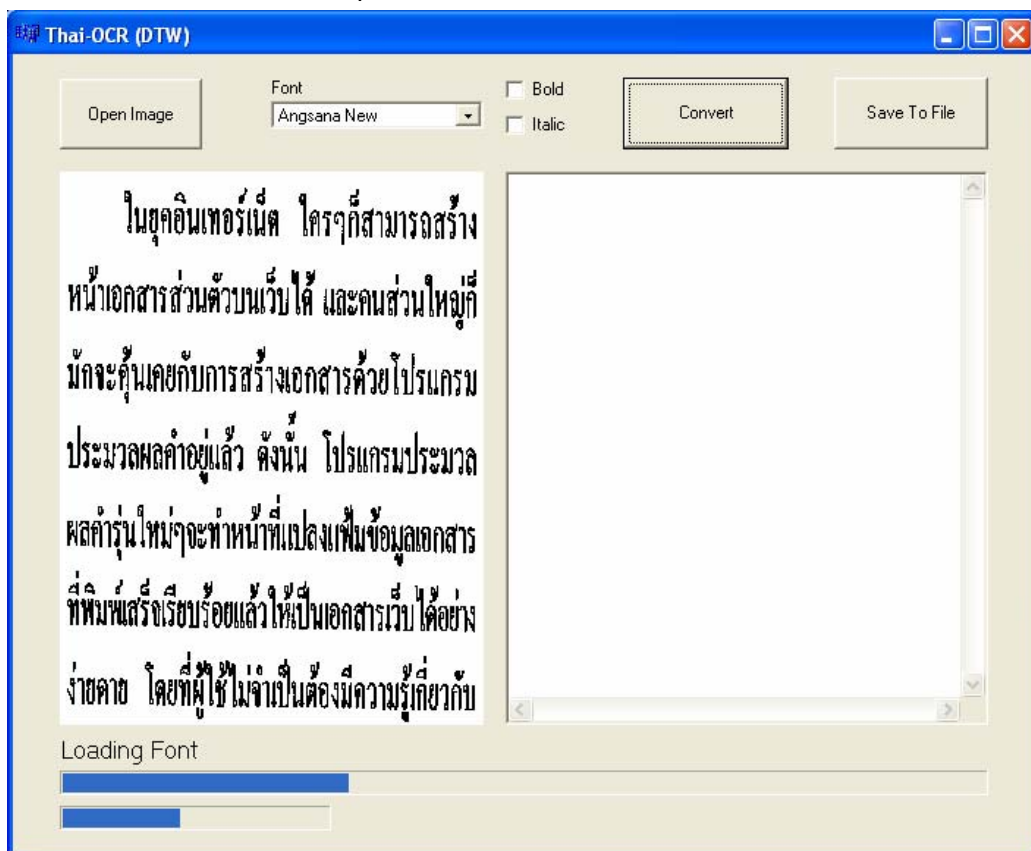 Thai-OCR (DTW)
Open Image
Font
Angsana New
Bold
Italic
Convert
Save To File
ในยุคอินเทอร์เน็ต ใครๆก็สามารถสร้าง
หน้าเอกสารส่วนตัวบนเว็บได้ และคนส่วนใหญ่ก็
มักจะคุ้นเคยกับการสร้างเอกสารด้วยโปรแกรม
ประมวลผลคำอยู่แล้ว ดังนั้น โปรแกรมประมวล
ผลคำรุ่นใหม่ๆจะทำหน้าที่แปลงแฟ้มข้อมูลเอกสาร
ที่พิมพ์เสร็จเรียบร้อยแล้วให้เป็นเอกสารเว็บได้อย่าง
ง่ายดาย โดยที่ผู้ใช้ไม่จำเป็นต้องมีความรู้เกี่ยวกับ
Loading Font